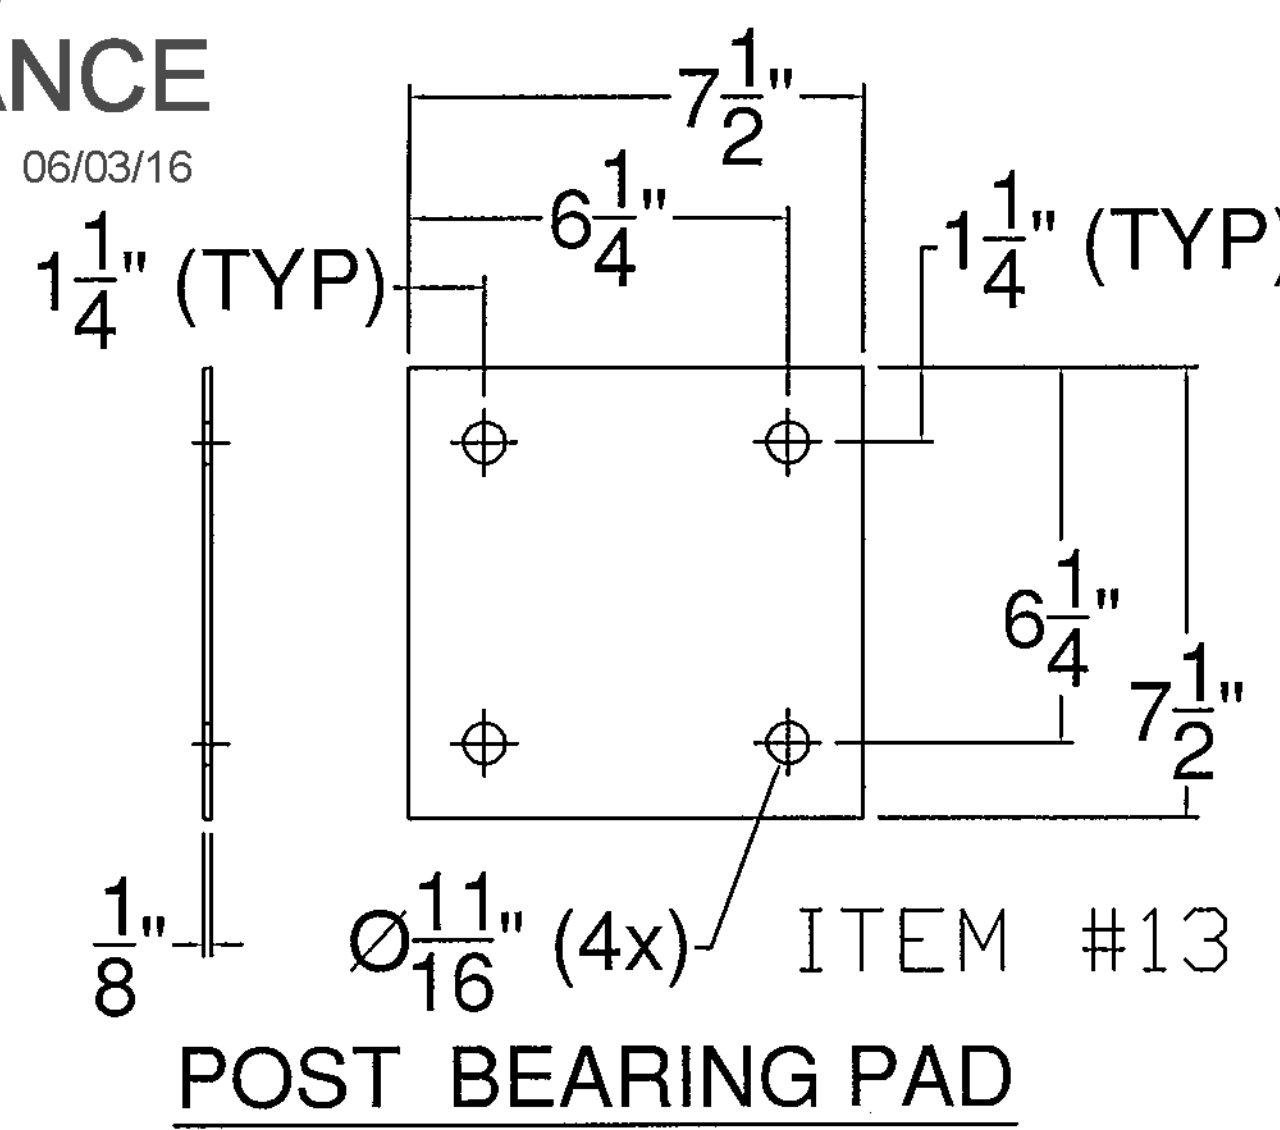 ANCE
06/03/16
7 1/2"
6 1/4"
1 1/4" (TYP)
1 1/4" (TYP)
6 1/4"
7 1/2"
1/8"
Ø 11/16" (4x)
ITEM #13
POST BEARING PAD